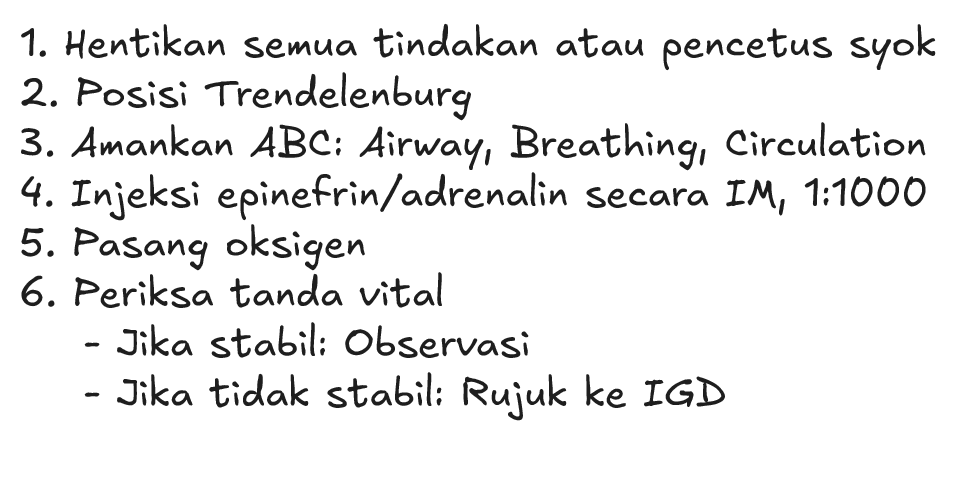 1. Hentikan semua tindakan atau pencetus syok
2. Posisi Trendelenburg
3. Amankan ABC: Airway, Breathing, Circulation
4. Injeksi epinefrin/adrenalin secara IM, 1:1000
5. Pasang oksigen
6. Periksa tanda vital
- Jika stabil: Observasi
- Jika tidak stabil: Rujuk ke IGD